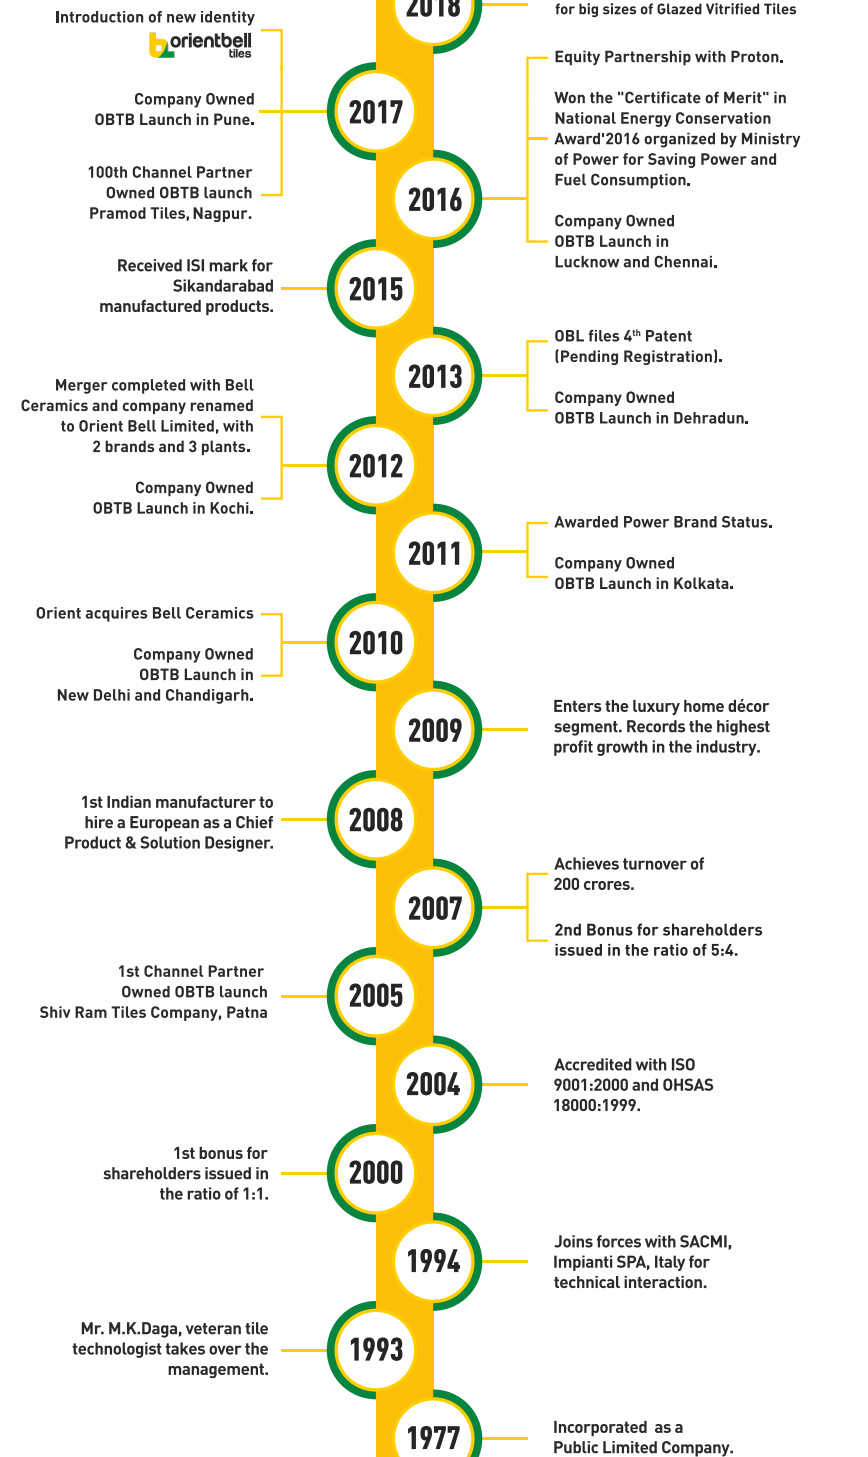 2018
for big sizes of Glazed Vitrified Tiles
Introduction of new identity
orientbell
tiles
Company Owned
OBTB Launch in Pune.
100th Channel Partner
Owned OBTB launch
Pramod Tiles, Nagpur.
2017
Equity Partnership with Proton.
Won the "Certificate of Merit" in
National Energy Conservation
Award'2016 organized by Ministry
of Power for Saving Power and
Fuel Consumption.
Company Owned
OBTB Launch in
Lucknow and Chennai.
2016
Received ISI mark for
Sikandarabad
manufactured products.
2015
OBL files 4th Patent
(Pending Registration).
Company Owned
OBTB Launch in Dehradun.
2013
Merger completed with Bell
Ceramics and company renamed
to Orient Bell Limited, with
2 brands and 3 plants.
Company Owned
OBTB Launch in Kochi.
2012
Awarded Power Brand Status.
Company Owned
OBTB Launch in Kolkata.
2011
Orient acquires Bell Ceramics
Company Owned
OBTB Launch in
New Delhi and Chandigarh.
2010
Enters the luxury home décor
segment. Records the highest
profit growth in the industry.
2009
1st Indian manufacturer to
hire a European as a Chief
Product & Solution Designer.
2008
Achieves turnover of
200 crores.
2nd Bonus for shareholders
issued in the ratio of 5:4.
2007
1st Channel Partner
Owned OBTB launch
Shiv Ram Tiles Company, Patna
2005
Accredited with ISO
9001:2000 and OHSAS
18000:1999.
2004
1st bonus for
shareholders issued in
the ratio of 1:1.
2000
Joins forces with SACMI,
Impianti SPA, Italy for
technical interaction.
1994
Mr. M.K.Daga, veteran tile
technologist takes over the
management.
1993
Incorporated as a
Public Limited Company.
1977